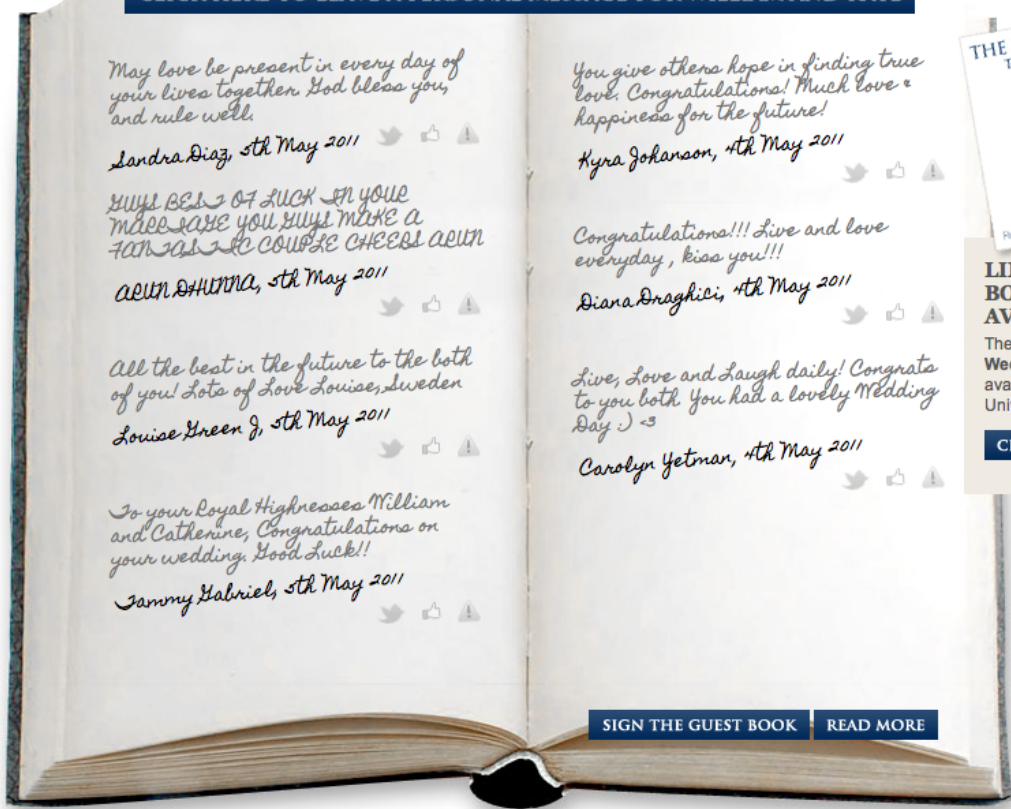 May love be present in every day of
your lives together. God bless you,
and rule well.
Sandra Diaz, 5th May 2011
GUYS BEST OF LUCK IN YOUR
MARRIAGE YOU GUYS MAKE A
FANTASTIC COUPLE CHEERS ARUN
ARUN DHUNNA, 5th May 2011
All the best in the future to the both
of you! Lots of Love Louise, Sweden
Louise Green J, 5th May 2011
To your Royal Highnesses William
and Catherine, Congratulations on
your wedding. Good Luck!!
Tammy Gabriel, 5th May 2011
You give others hope in finding true
love. Congratulations! Much love &
happiness for the future!
Kyra Johanson, 4th May 2011
Congratulations!!! Live and love
everyday , kiss you!!!
Diana Draghici, 4th May 2011
Live, Love and Laugh daily! Congrats
to you both. You had a lovely Wedding
Day :) <3
Carolyn Yetman, 4th May 2011
SIGN THE GUEST BOOK
READ MORE
THE